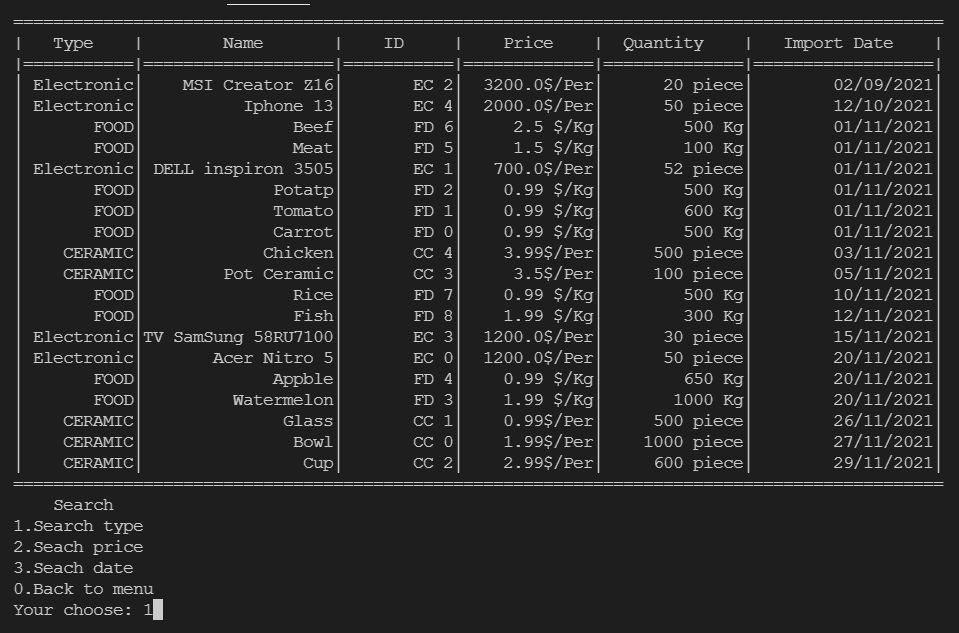 | Type | Name | ID | Price | Quantity | Import Date |
| Electronic| MSI Creator Z16| EC 2| 3200.0$/Per| 20 piece| 02/09/2021|
| Electronic| Iphone 13| EC 4| 2000.0$/Per| 50 piece| 12/10/2021|
| FOOD| Beef| FD 6| 2.5 $/Kg| 500 Kg| 01/11/2021|
| FOOD| Meat| FD 5| 1.5 $/Kg| 100 Kg| 01/11/2021|
| Electronic| DELL inspiron 3505| EC 1| 700.0$/Per| 52 piece| 01/11/2021|
| FOOD| Potatp| FD 2| 0.99 $/Kg| 500 Kg| 01/11/2021|
| FOOD| Tomato| FD 1| 0.99 $/Kg| 600 Kg| 01/11/2021|
| FOOD| Carrot| FD 0| 0.99 $/Kg| 500 Kg| 01/11/2021|
| CERAMIC| Chicken| CC 4| 3.99$/Per| 500 piece| 03/11/2021|
| CERAMIC| Pot Ceramic| CC 3| 3.5$/Per| 100 piece| 05/11/2021|
| FOOD| Rice| FD 7| 0.99 $/Kg| 500 Kg| 10/11/2021|
| FOOD| Fish| FD 8| 1.99 $/Kg| 300 Kg| 12/11/2021|
| Electronic|TV SamSung 58RU7100| EC 3| 1200.0$/Per| 30 piece| 15/11/2021|
| Electronic| Acer Nitro 5| EC 0| 1200.0$/Per| 50 piece| 20/11/2021|
| FOOD| Appble| FD 4| 0.99 $/Kg| 650 Kg| 20/11/2021|
| FOOD| Watermelon| FD 3| 1.99 $/Kg| 1000 Kg| 20/11/2021|
| CERAMIC| Glass| CC 1| 0.99$/Per| 500 piece| 26/11/2021|
| CERAMIC| Bowl| CC 0| 1.99$/Per| 1000 piece| 27/11/2021|
| CERAMIC| Cup| CC 2| 2.99$/Per| 600 piece| 29/11/2021|
Search
1.Search type
2.Seach price
3.Seach date
0.Back to menu
Your choose: 1